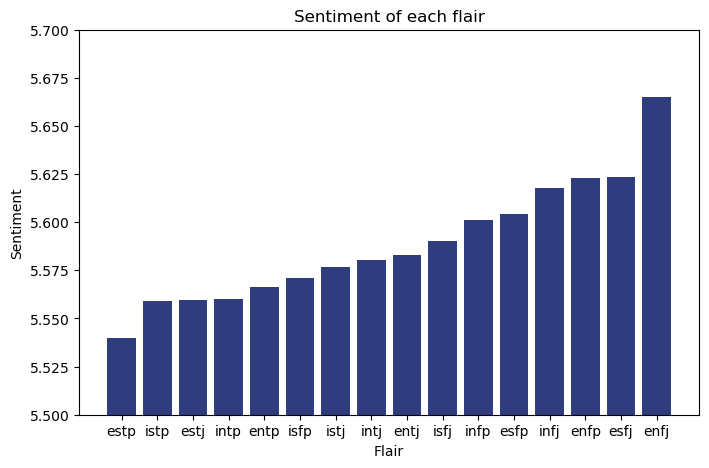 Sentiment of each flair
5.700
5.675
5.650
5.625
5.600
5.575
5.550
5.525
5.500
Sentiment
estp istp estj intp entp isfp istj intj entj isfj infp esfp infj enfp esfj enfj
Flair